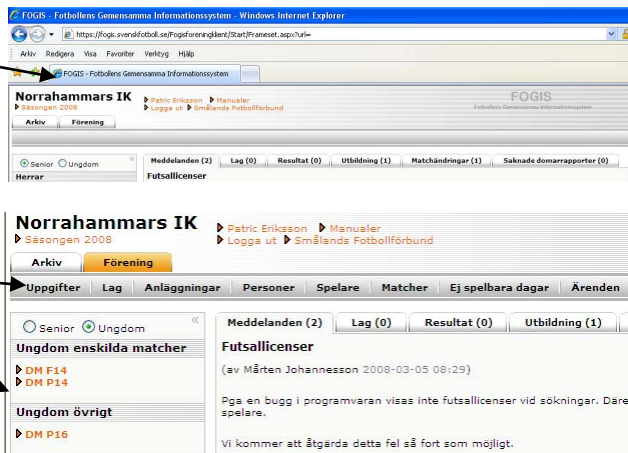 FOGIS - Fotbollens Gemensamma Informationssystem - Windows Internet Explorer
https://fogis.svenskfotboll.se/Fogisforeningklient/Start/Frameset.aspx?url=
Arkiv Redigera Visa Favoriter Verktyg Hjälp
FOGIS - Fotbollens Gemensamma Informationssystem
Norrahammars IK Patric Eriksson Manualer FOGIS
Säsongen 2008 Logga ut Smålands Fotbollförbund Fotbollens Gemensamma Informationssystem
Arkiv Förening
Senior Ungdom « Meddelanden (2) Lag (0) Resultat (0) Utbildning (1) Matchändringar (1) Saknade domarrapporter (0)
Herrar Futsallicenser
Norrahammars IK Patric Eriksson Manualer
Säsongen 2008 Logga ut Smålands Fotbollförbund
Arkiv Förening
Uppgifter Lag Anläggningar Personer Spelare Matcher Ej spelbara dagar Ärenden
Senior Ungdom « Meddelanden (2) Lag (0) Resultat (0) Utbildning (1)
Ungdom enskilda matcher Futsallicenser
DM F14 (av Mårten Johannesson 2008-03-05 08:29)
DM P14
Pga en bugg i programvaran visas inte futsallicenser vid sökningar. Däre
Ungdom övrigt spelare.
DM P16
Vi kommer att åtgärda detta fel så fort som möjligt.